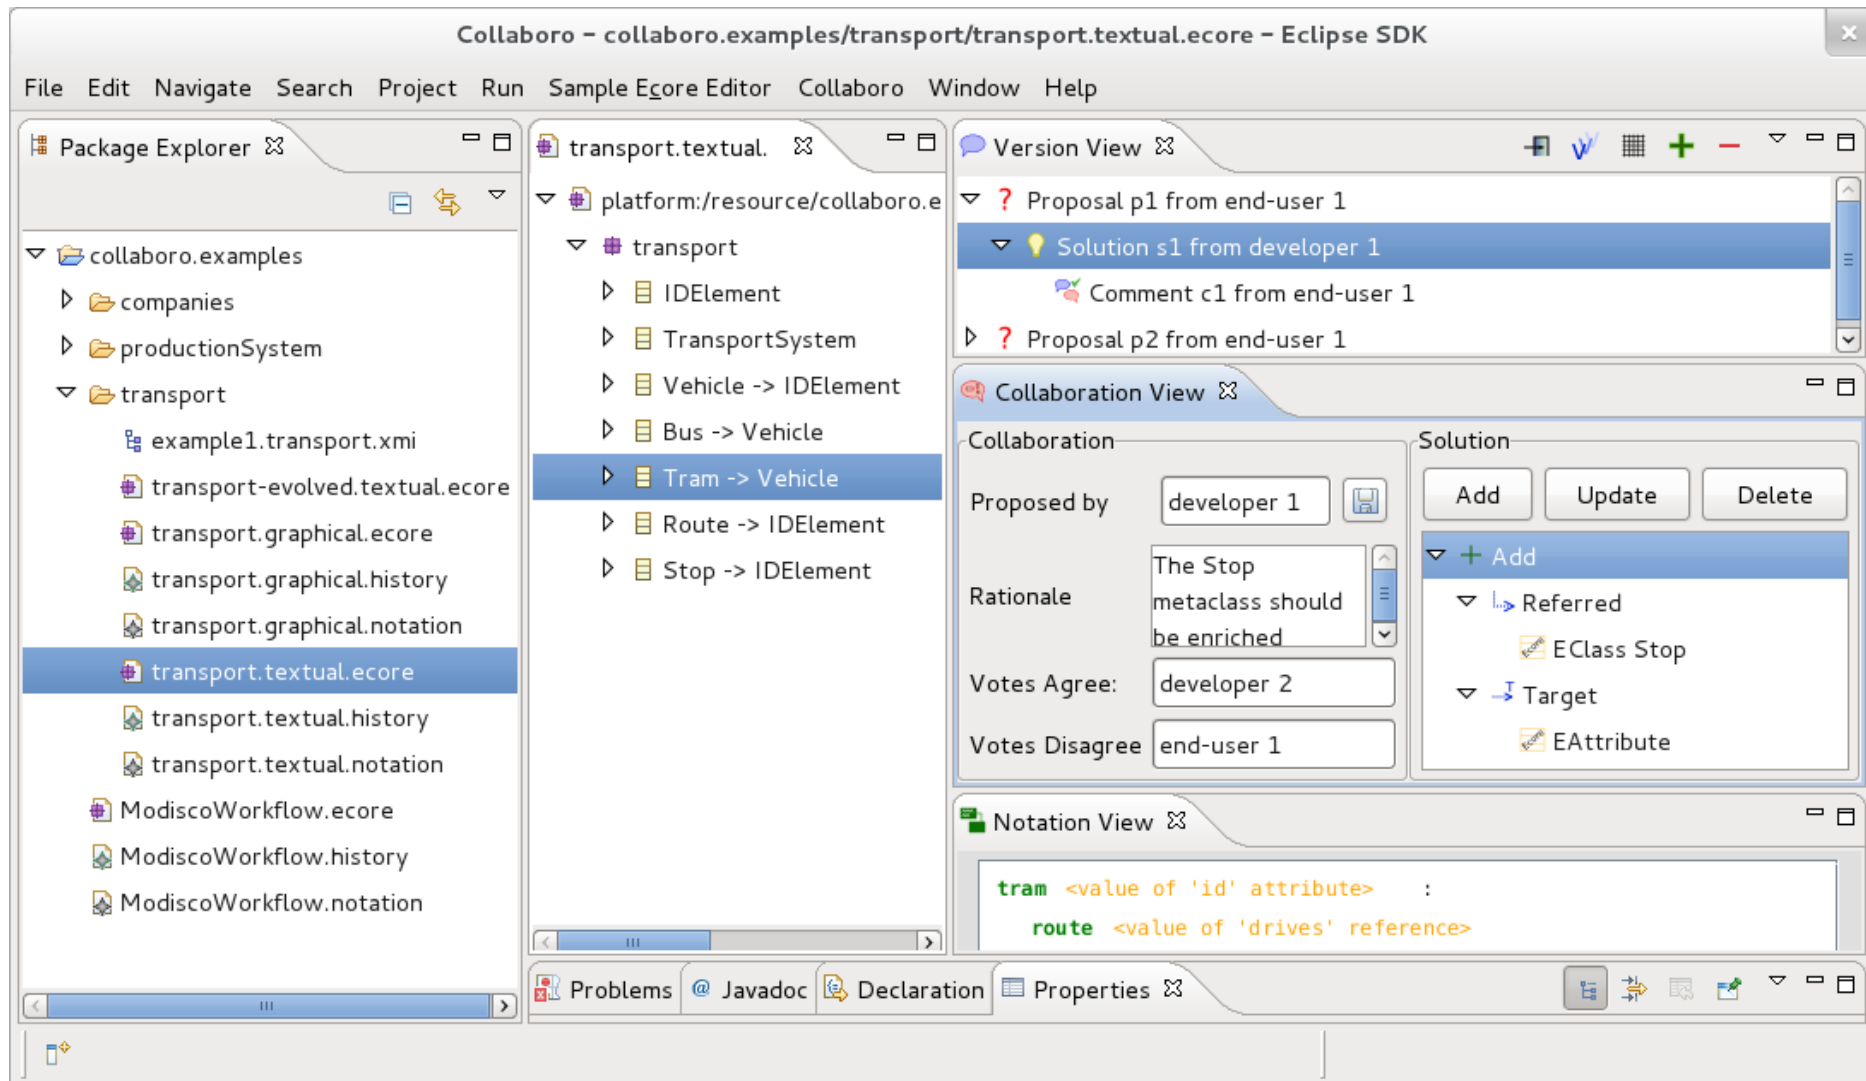 Collaboro – collaboro.examples/transport/transport.textual.ecore – Eclipse SDK
File Edit Navigate Search Project Run Sample Ecore Editor Collaboro Window Help
Package Explorer
collaboro.examples
companies
productionSystem
transport
example1.transport.xmi
transport-evolved.textual.ecore
transport.graphical.ecore
transport.graphical.history
transport.graphical.notation
transport.textual.ecore
transport.textual.history
transport.textual.notation
ModiscoWorkflow.ecore
ModiscoWorkflow.history
ModiscoWorkflow.notation
transport.textual.
platform:/resource/collaboro.e
transport
IDElement
TransportSystem
Vehicle -> IDElement
Bus -> Vehicle
Tram -> Vehicle
Route -> IDElement
Stop -> IDElement
Version View
Proposal p1 from end-user 1
Solution s1 from developer 1
Comment c1 from end-user 1
Proposal p2 from end-user 1
Collaboration View
Collaboration
Proposed by developer 1
Rationale
The Stop
metaclass should
be enriched
Votes Agree: developer 2
Votes Disagree end-user 1
Solution
Add Update Delete
Add
Referred
EClass Stop
Target
EAttribute
Notation View
tram <value of 'id' attribute> :
route <value of 'drives' reference>
Problems @ Javadoc Declaration Properties